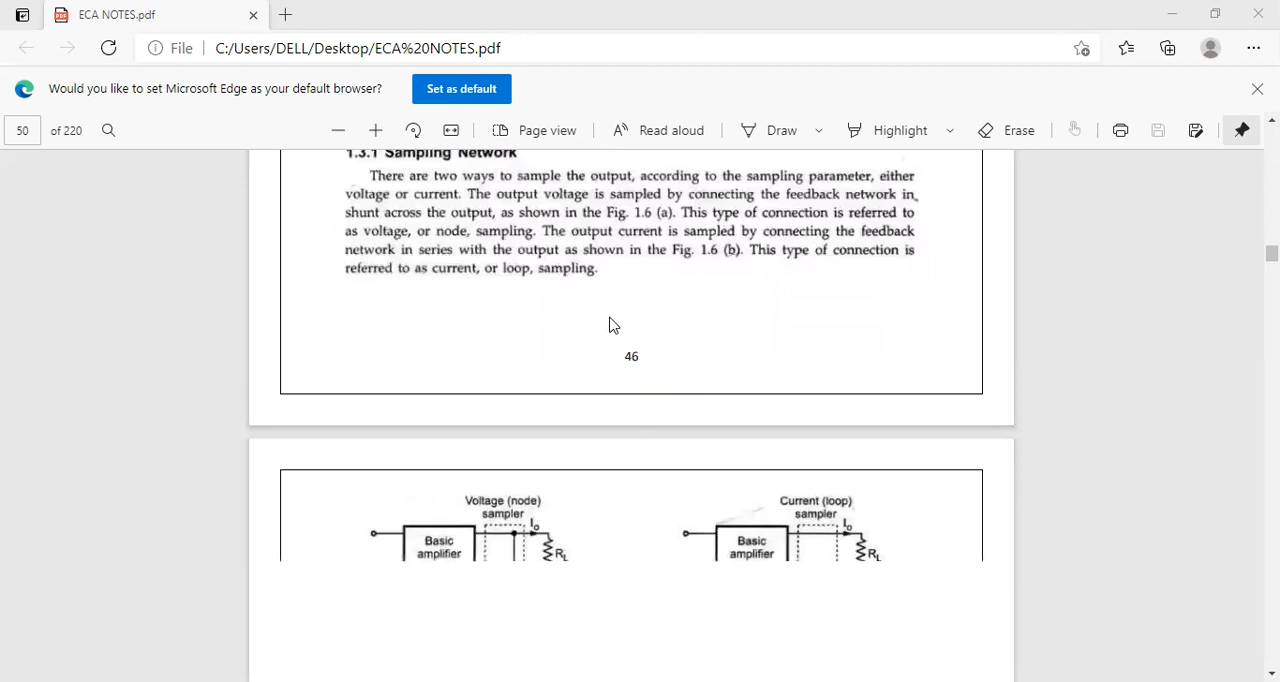 ECA NOTES.pdf
File C:/Users/DELL/Desktop/ECA%20NOTES.pdf
Would you like to set Microsoft Edge as your default browser? Set as default
50 of 220 Page view Read aloud Draw Highlight Erase
1.3.1 Sampling Network
There are two ways to sample the output, according to the sampling parameter, either
voltage or current. The output voltage is sampled by connecting the feedback network in
shunt across the output, as shown in the Fig. 1.6 (a). This type of connection is referred to
as voltage, or node, sampling. The output current is sampled by connecting the feedback
network in series with the output as shown in the Fig. 1.6 (b). This type of connection is
referred to as current, or loop, sampling.
46
Voltage (node)
sampler
Io
Basic
amplifier
RL
Current (loop)
sampler
Io
Basic
amplifier
RL